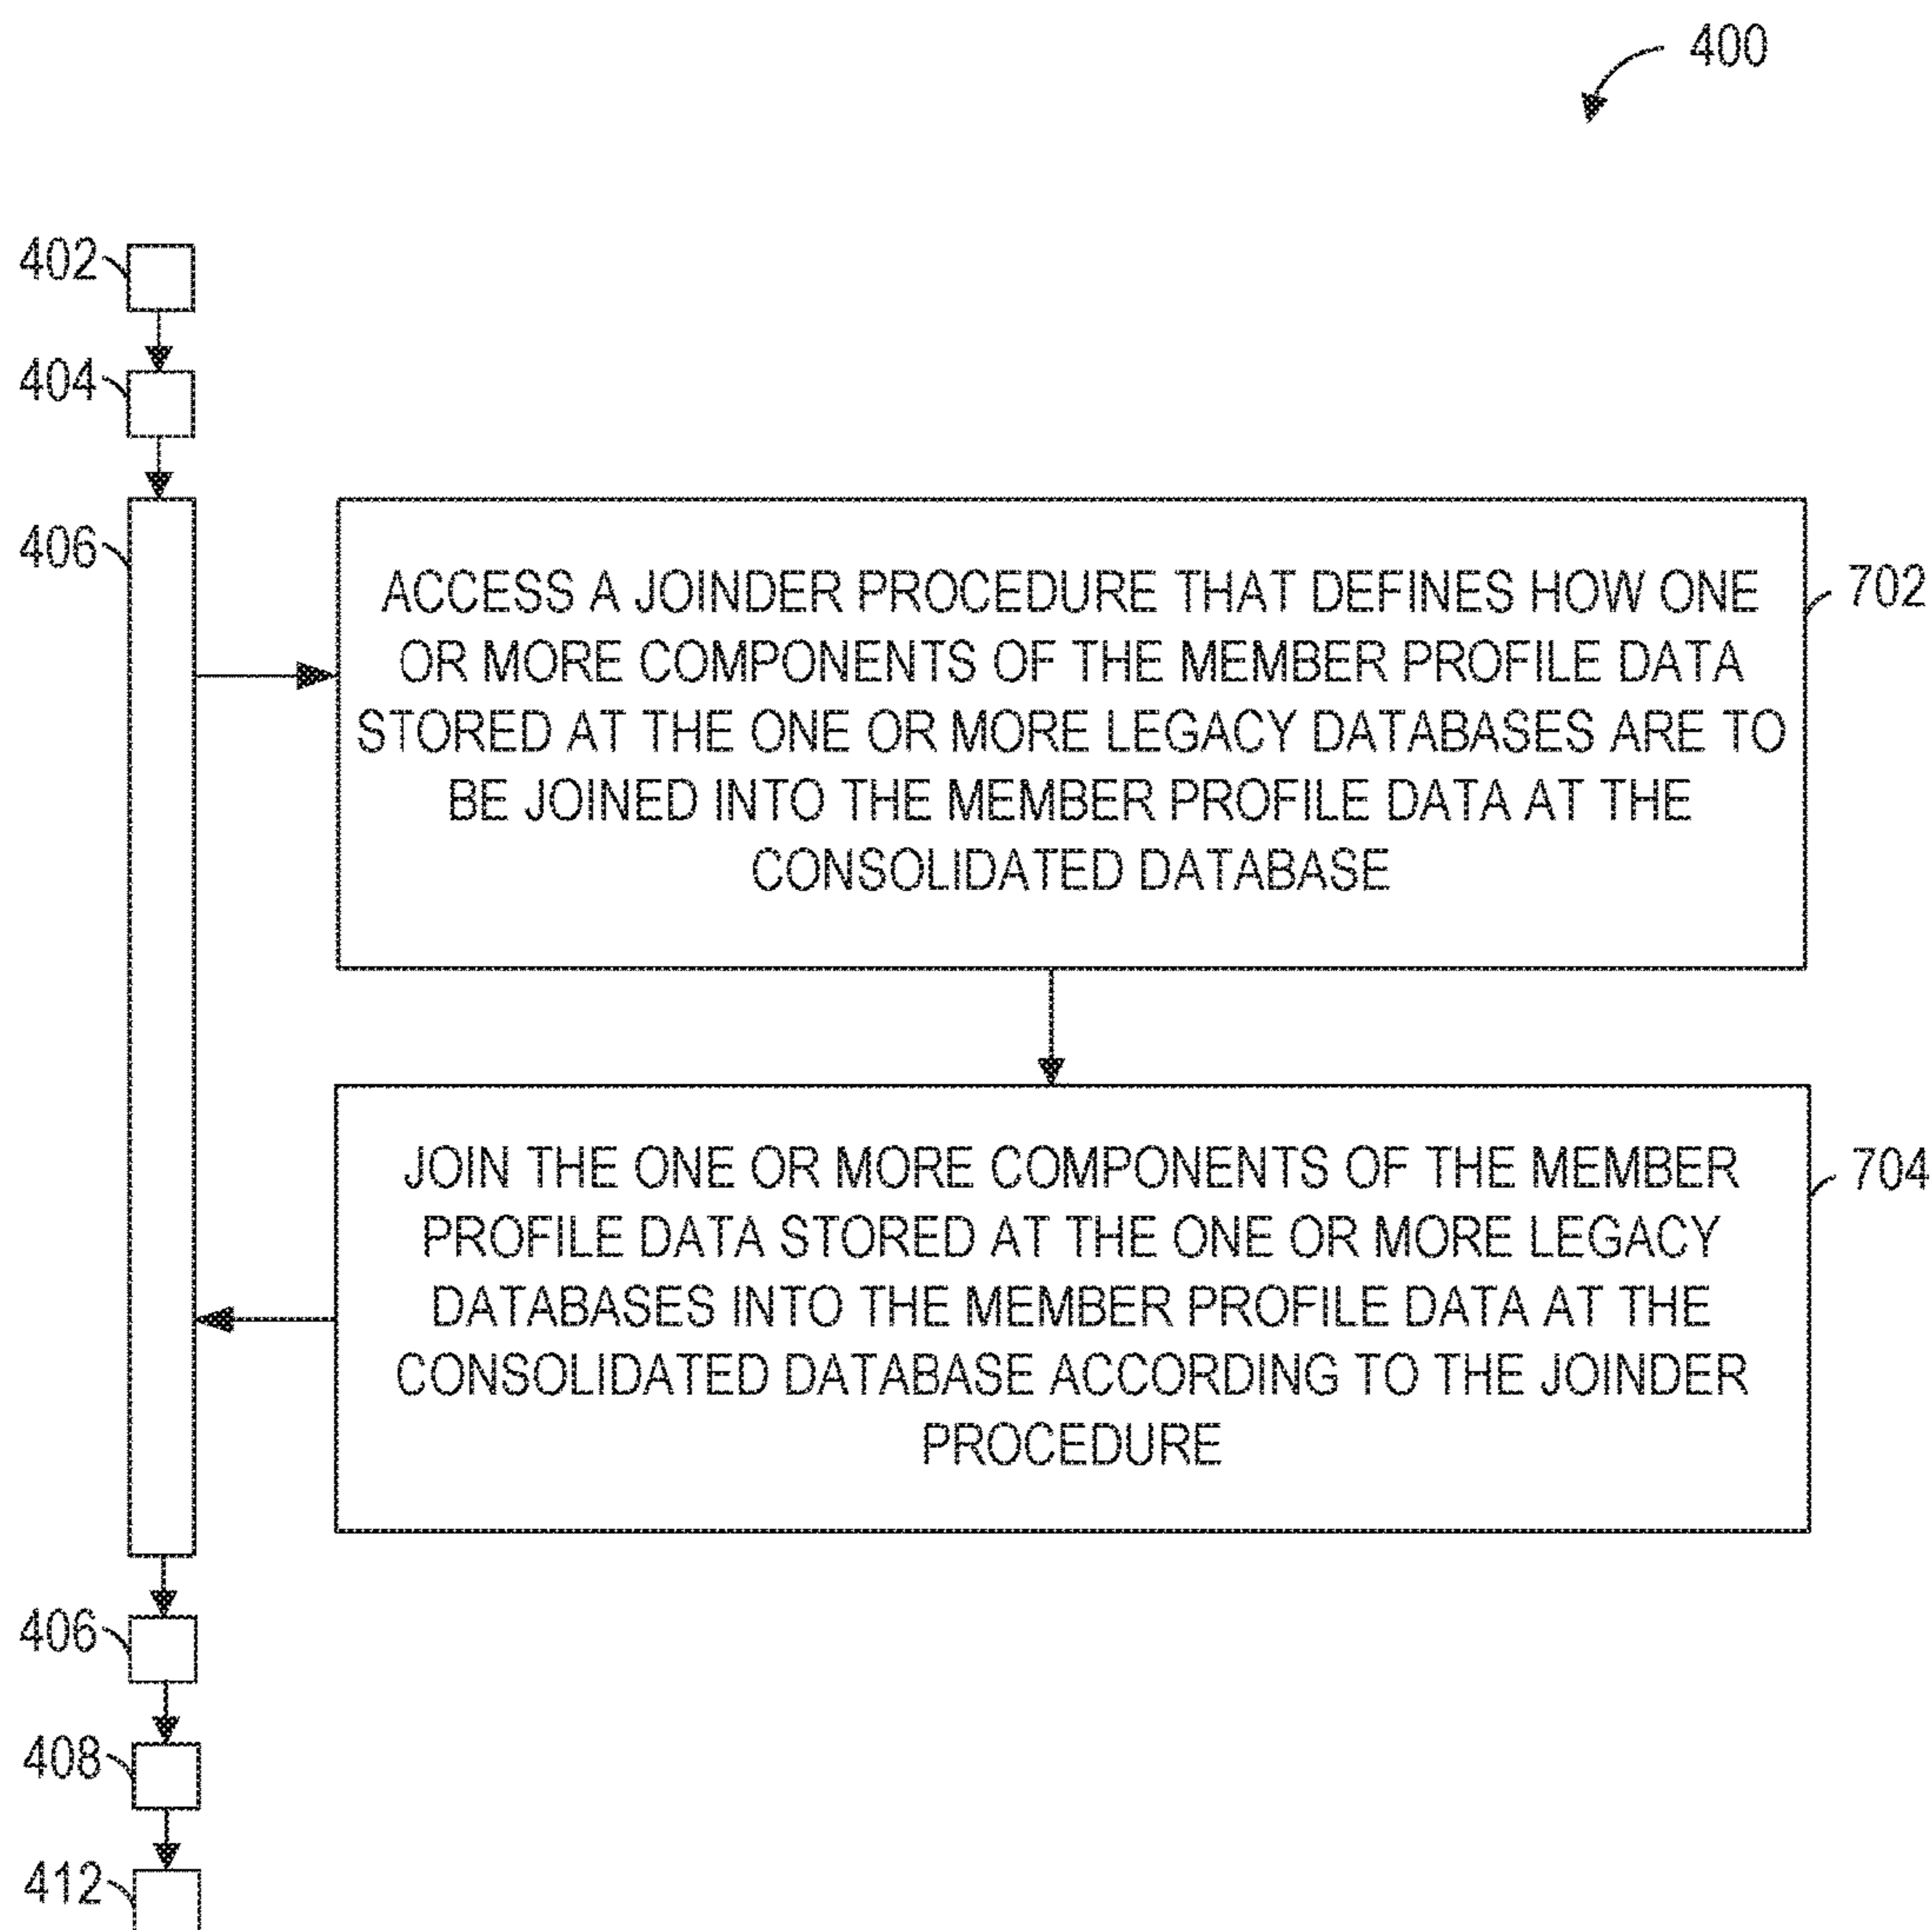 400
402
404
406
ACCESS A JOINDER PROCEDURE THAT DEFINES HOW ONE
OR MORE COMPONENTS OF THE MEMBER PROFILE DATA
STORED AT THE ONE OR MORE LEGACY DATABASES ARE TO
BE JOINED INTO THE MEMBER PROFILE DATA AT THE
CONSOLIDATED DATABASE
702
JOIN THE ONE OR MORE COMPONENTS OF THE MEMBER
PROFILE DATA STORED AT THE ONE OR MORE LEGACY
DATABASES INTO THE MEMBER PROFILE DATA AT THE
CONSOLIDATED DATABASE ACCORDING TO THE JOINDER
PROCEDURE
704
406
408
412